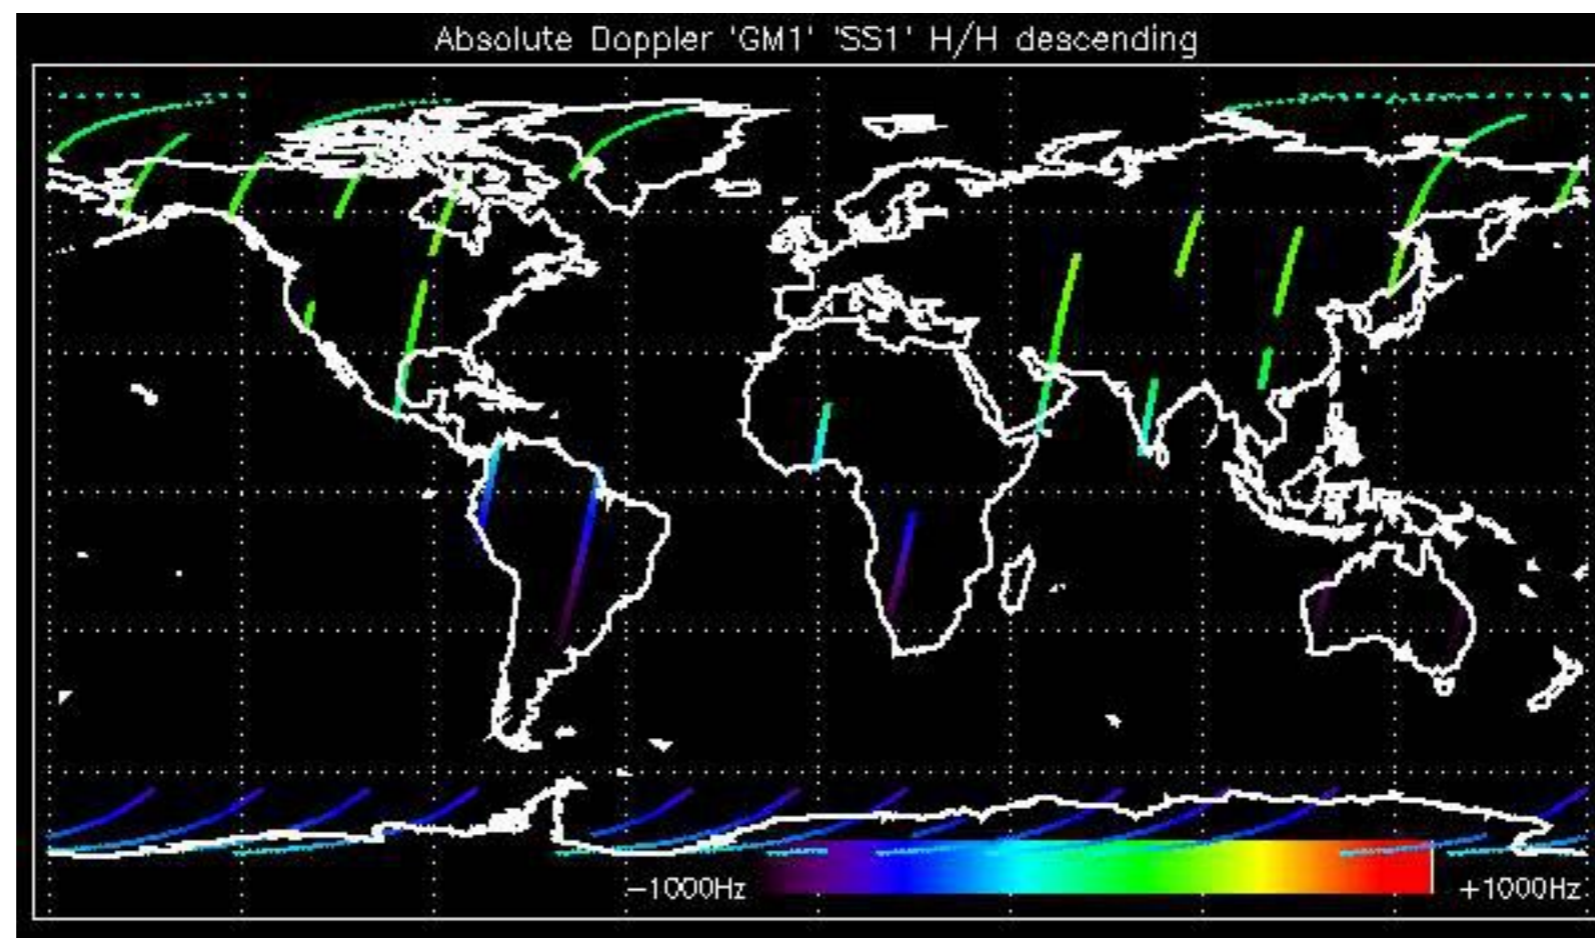 Absolute Doppler 'GM1' 'SS1' H/H descending
-1000Hz
+1000Hz